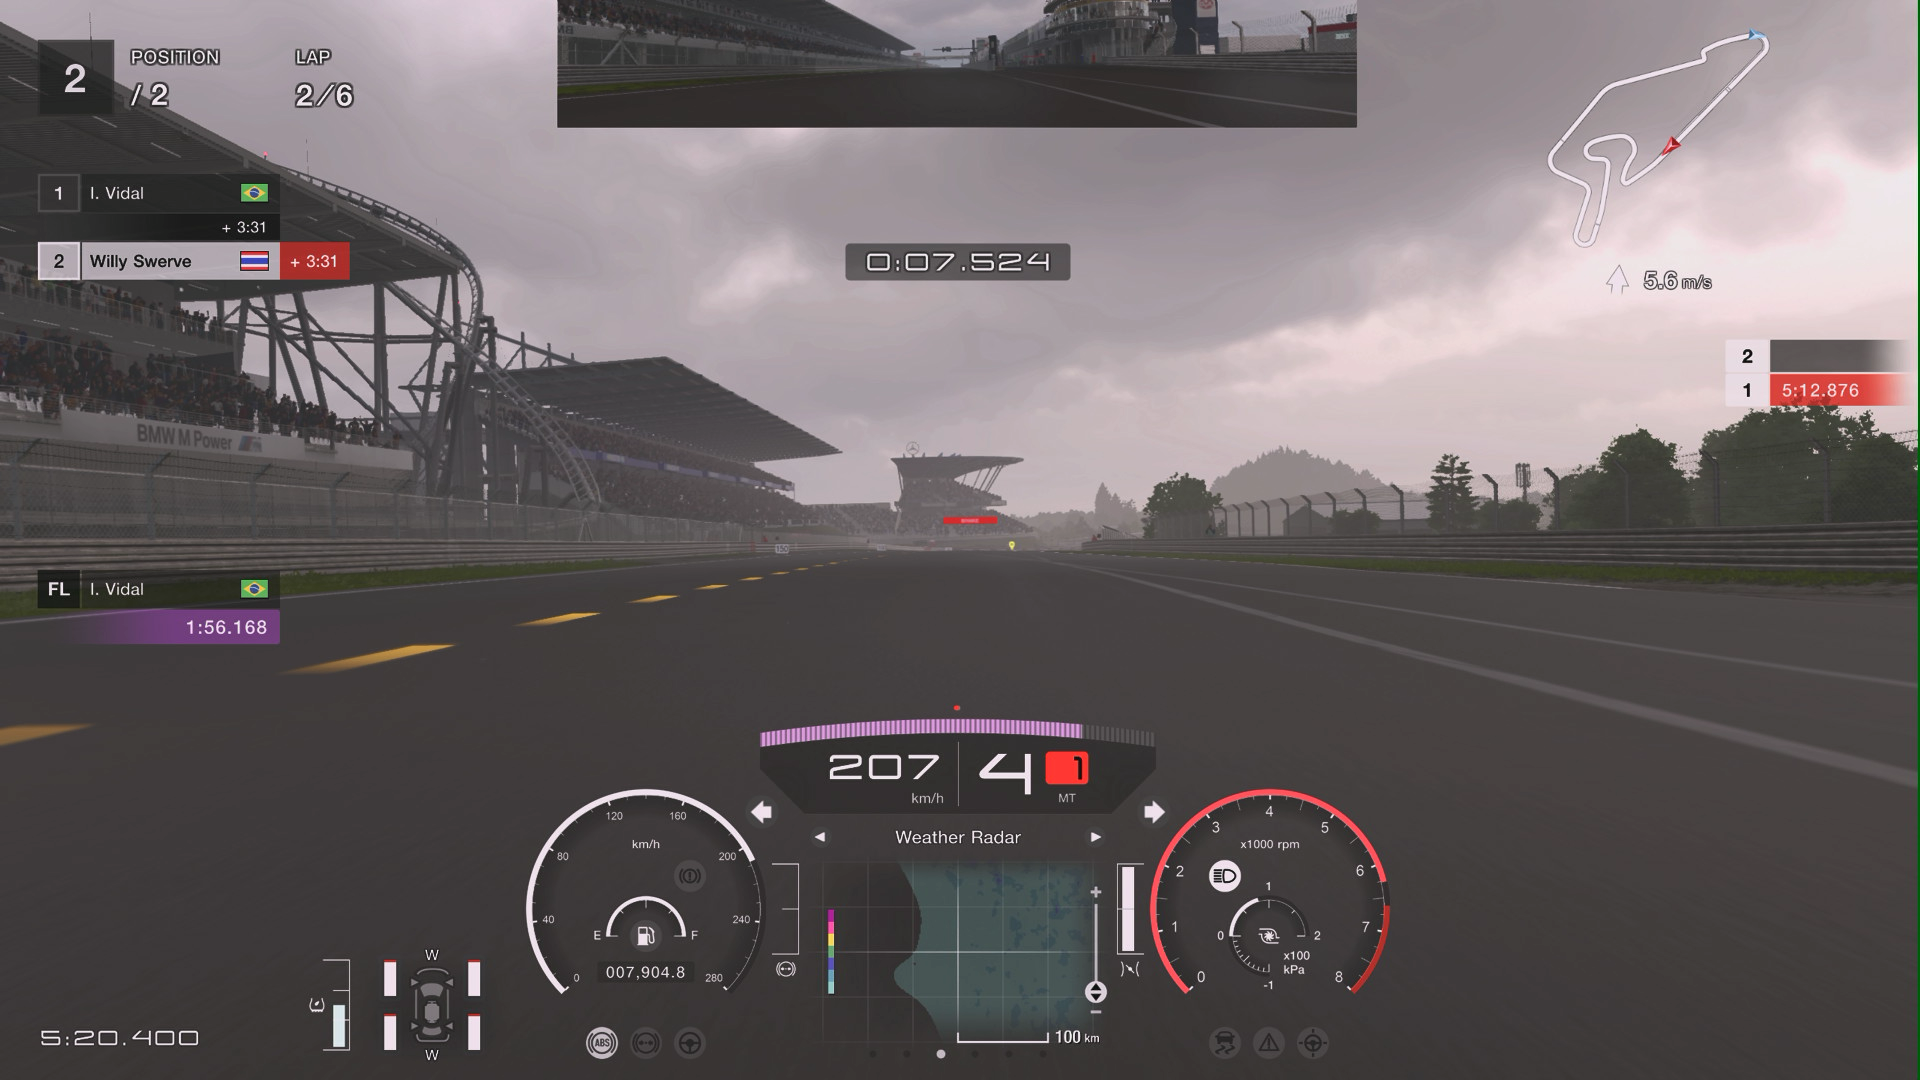 2
POSITION
/ 2
LAP
2/6
1 I. Vidal
+ 3:31
2 Willy Swerve + 3:31
0:07.524
5.6 m/s
2
1 5:12.876
BMW M Power
150
FL I. Vidal
1:56.168
207 km/h
4 1 MT
Weather Radar
100 km
km/h
0 40 80 120 160 200 240 280
E F
007,904.8
x1000 rpm
0 1 2 3 4 5 6 7 8
-1 0 1 2
x100 kPa
W
W
ABS
5:20.400